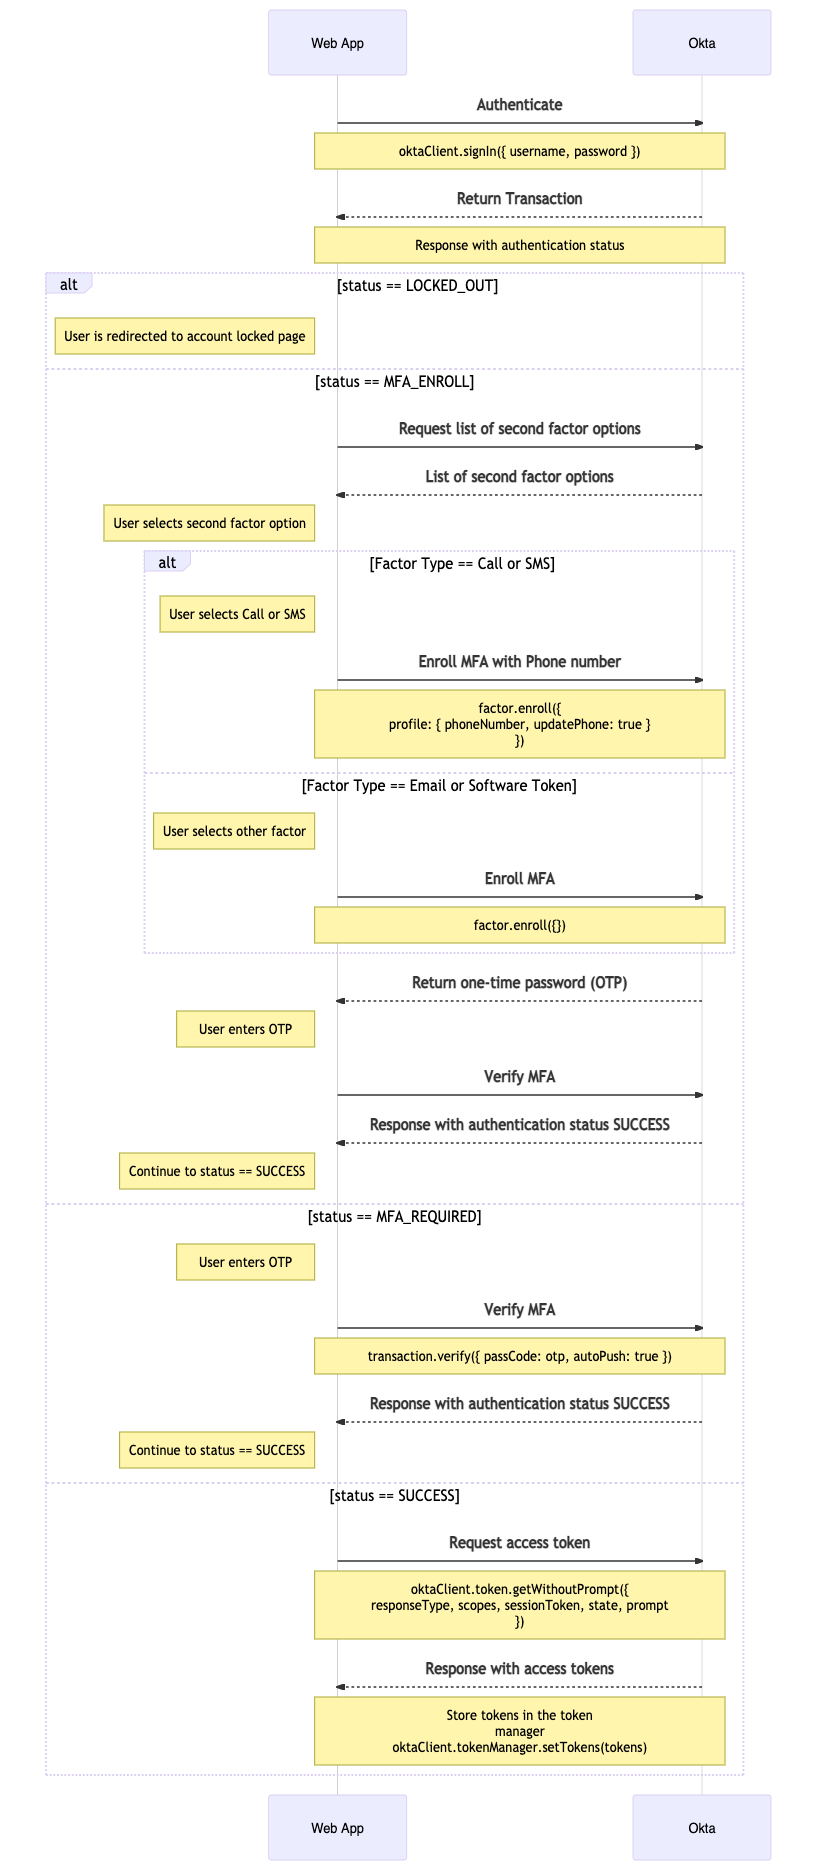 Web App
Okta
Authenticate
oktaClient.signIn({ username, password })
Return Transaction
Response with authentication status
alt
[status == LOCKED_OUT]
User is redirected to account locked page
[status == MFA_ENROLL]
Request list of second factor options
List of second factor options
User selects second factor option
alt
[Factor Type == Call or SMS]
User selects Call or SMS
Enroll MFA with Phone number
factor.enroll({
profile: { phoneNumber, updatePhone: true }
})
[Factor Type == Email or Software Token]
User selects other factor
Enroll MFA
factor.enroll({})
Return one-time password (OTP)
User enters OTP
Verify MFA
Response with authentication status SUCCESS
Continue to status == SUCCESS
[status == MFA_REQUIRED]
User enters OTP
Verify MFA
transaction.verify({ passCode: otp, autoPush: true })
Response with authentication status SUCCESS
Continue to status == SUCCESS
[status == SUCCESS]
Request access token
oktaClient.token.getWithoutPrompt({
responseType, scopes, sessionToken, state, prompt
})
Response with access tokens
Store tokens in the token
manager
oktaClient.tokenManager.setTokens(tokens)
Web App
Okta